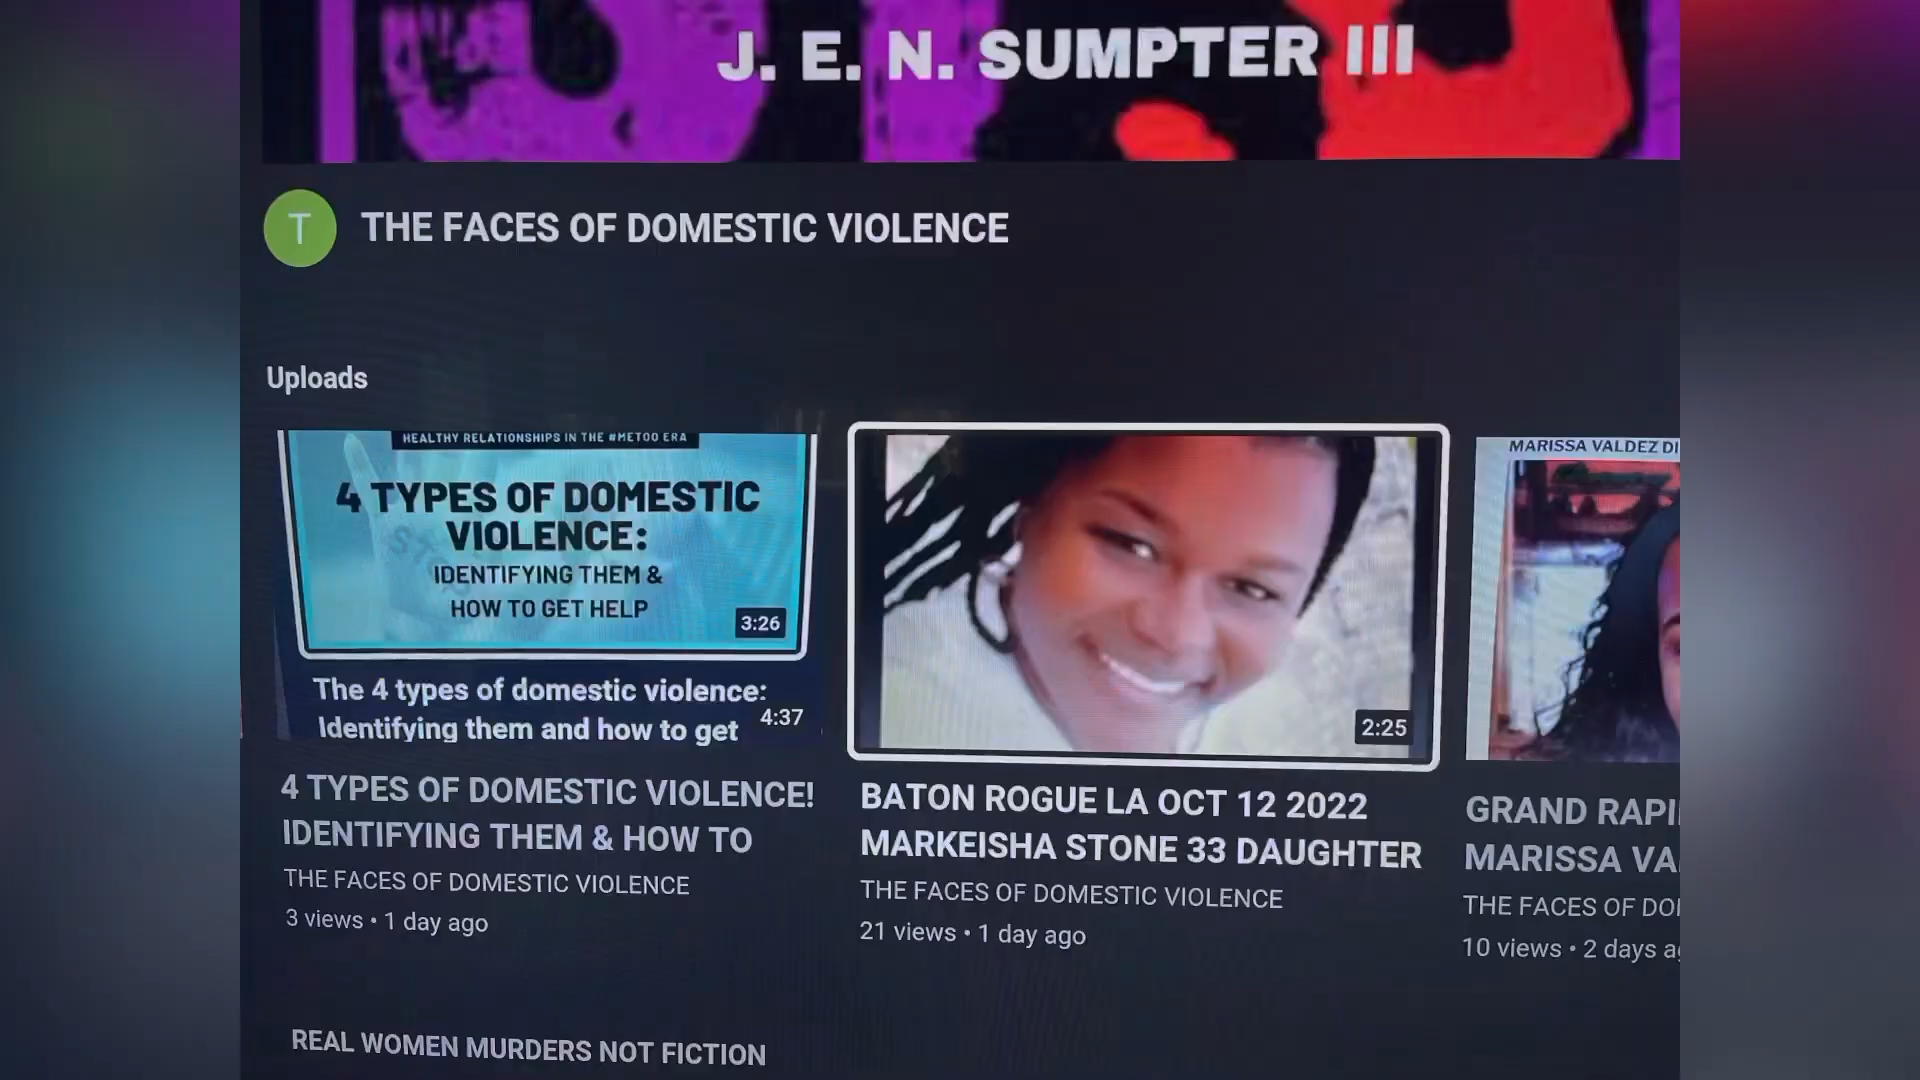 J. E. N. SUMPTER III
T
THE FACES OF DOMESTIC VIOLENCE
Uploads
HEALTHY RELATIONSHIPS IN THE #METOO ERA
4 TYPES OF DOMESTIC
VIOLENCE:
IDENTIFYING THEM &
HOW TO GET HELP
3:26
The 4 types of domestic violence:
Identifying them and how to get
4:37
4 TYPES OF DOMESTIC VIOLENCE!
IDENTIFYING THEM & HOW TO
THE FACES OF DOMESTIC VIOLENCE
3 views • 1 day ago
2:25
BATON ROGUE LA OCT 12 2022
MARKEISHA STONE 33 DAUGHTER
THE FACES OF DOMESTIC VIOLENCE
21 views • 1 day ago
MARISSA VALDEZ DI
GRAND RAPI
MARISSA VA
THE FACES OF DO
10 views • 2 days a
REAL WOMEN MURDERS NOT FICTION